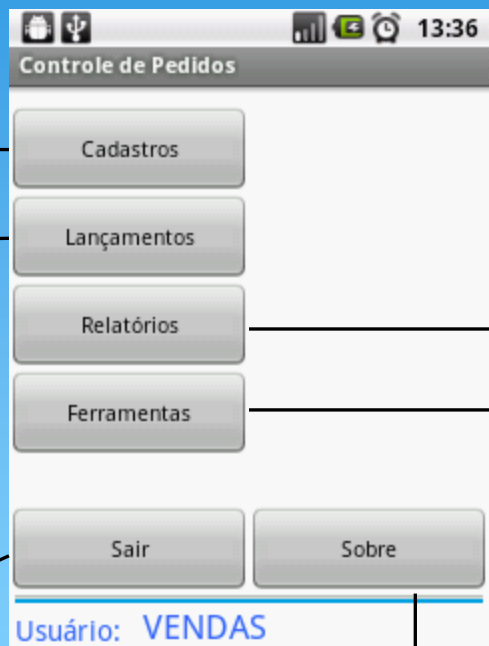 13:36
Controle de Pedidos
Cadastros
Lançamentos
Relatórios
Ferramentas
Sair
Sobre
Usuário: VENDAS